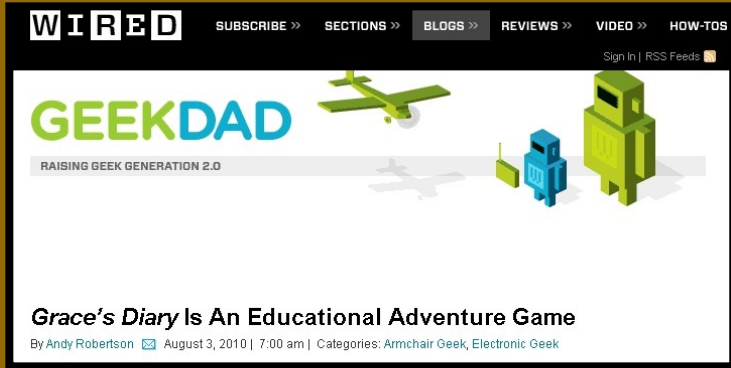 WIRED SUBSCRIBE >> SECTIONS >> BLOGS >> REVIEWS >> VIDEO >> HOW-TOS
Sign In | RSS Feeds
GEEKDAD
RAISING GEEK GENERATION 2.0
Grace's Diary Is An Educational Adventure Game
By Andy Robertson August 3, 2010 | 7:00 am | Categories: Armchair Geek, Electronic Geek